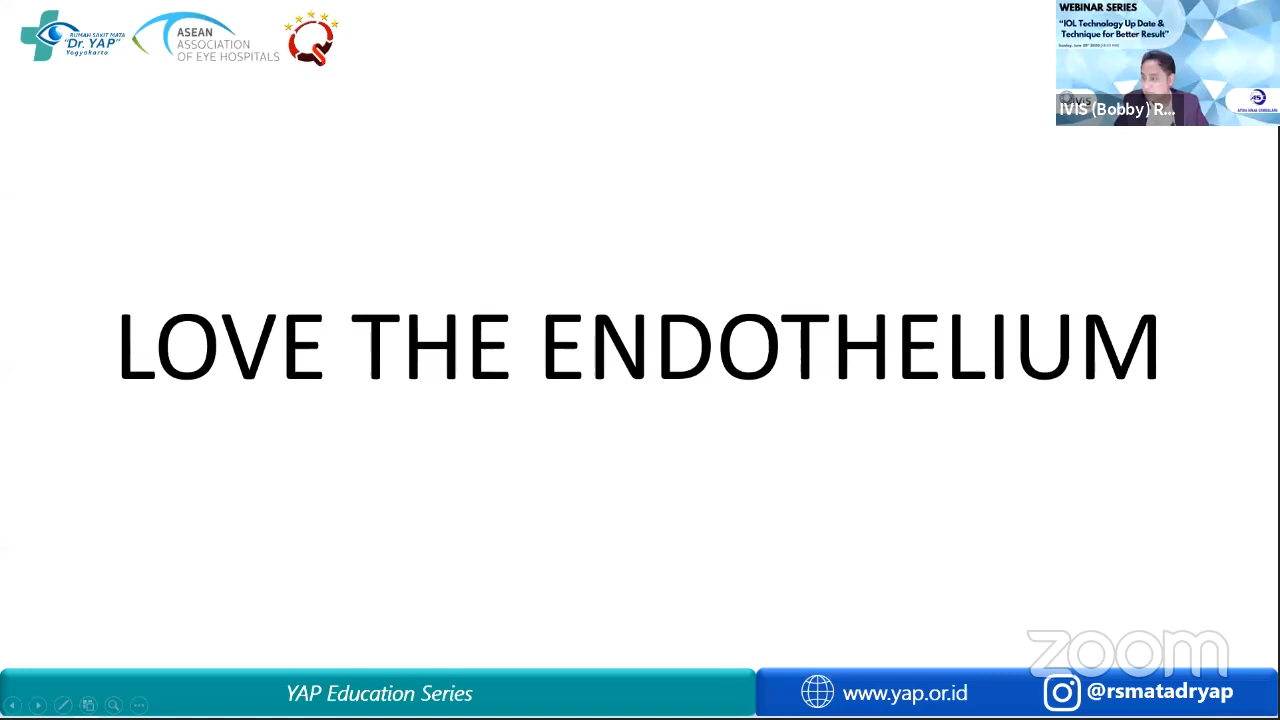 RUMAH SAKIT MATA
"Dr. YAP"
Yogyakarta
ASEAN
ASSOCIATION
OF EYE HOSPITALS
WEBINAR SERIES
"IOL Technology Up Date &
Technique for Better Result"
IVIS (Bobby) R...
LOVE THE ENDOTHELIUM
zoom
YAP Education Series
www.yap.or.id
@rsmatadryap